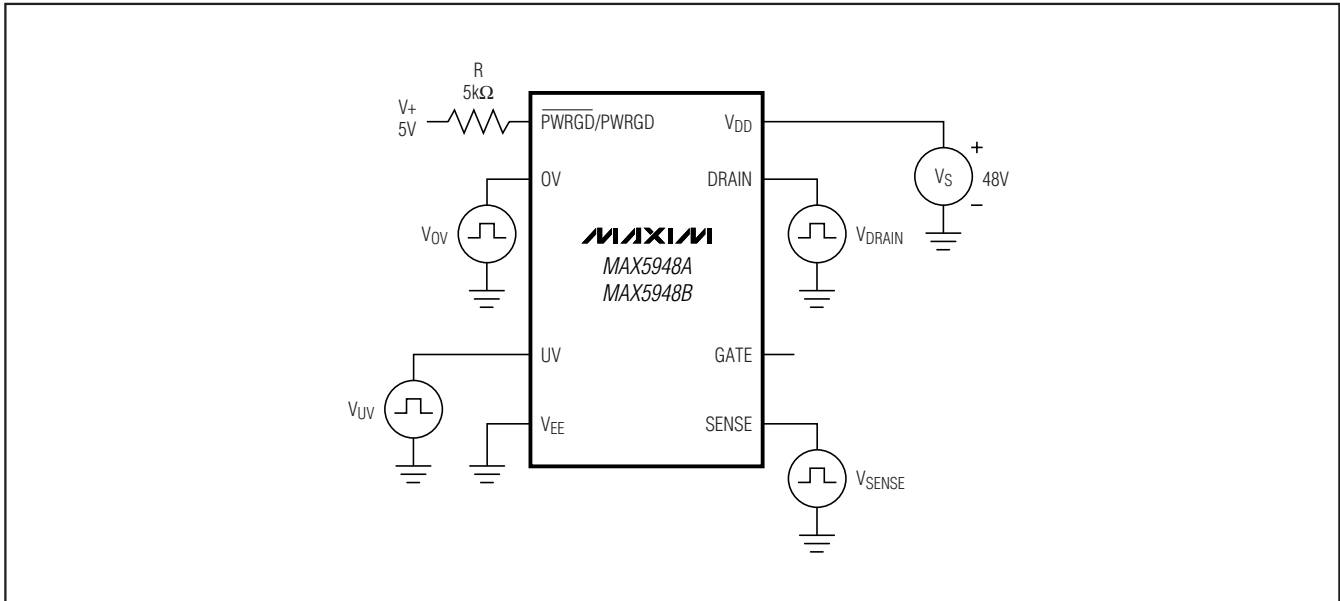 R
5kΩ
V+
5V
PWRGD/PWRGD
VDD
OV
DRAIN
VS
+
48V
−
VOV
VDRAIN
MAXIM
MAX5948A
MAX5948B
UV
GATE
VUV
VEE
SENSE
VSENSE